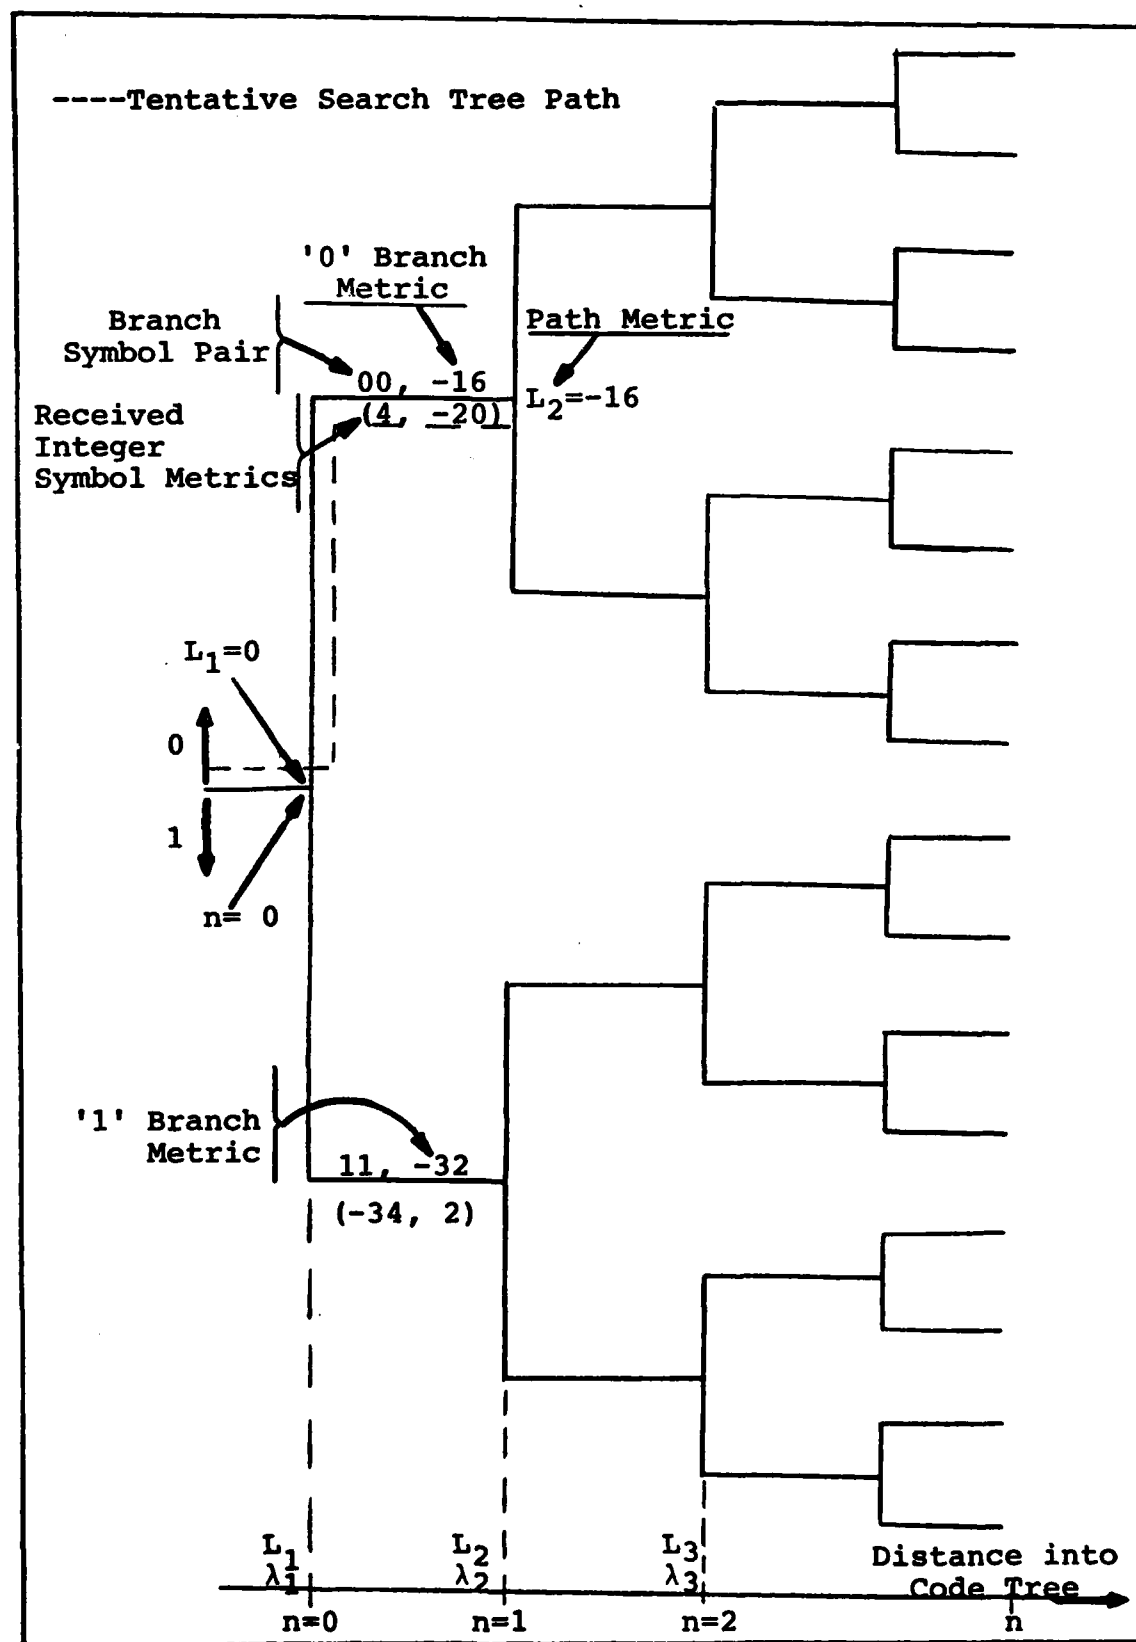 ----Tentative Search Tree Path
'0' Branch
Metric
Branch
Symbol Pair
Path Metric
00, -16
L2=-16
(4, -20)
Received
Integer
Symbol Metrics
L1=0
0
1
n= 0
'1' Branch
Metric
11, -32
(-34, 2)
L1
λ1
L2
λ2
L3
λ3
Distance into
Code Tree
n=0
n=1
n=2
n